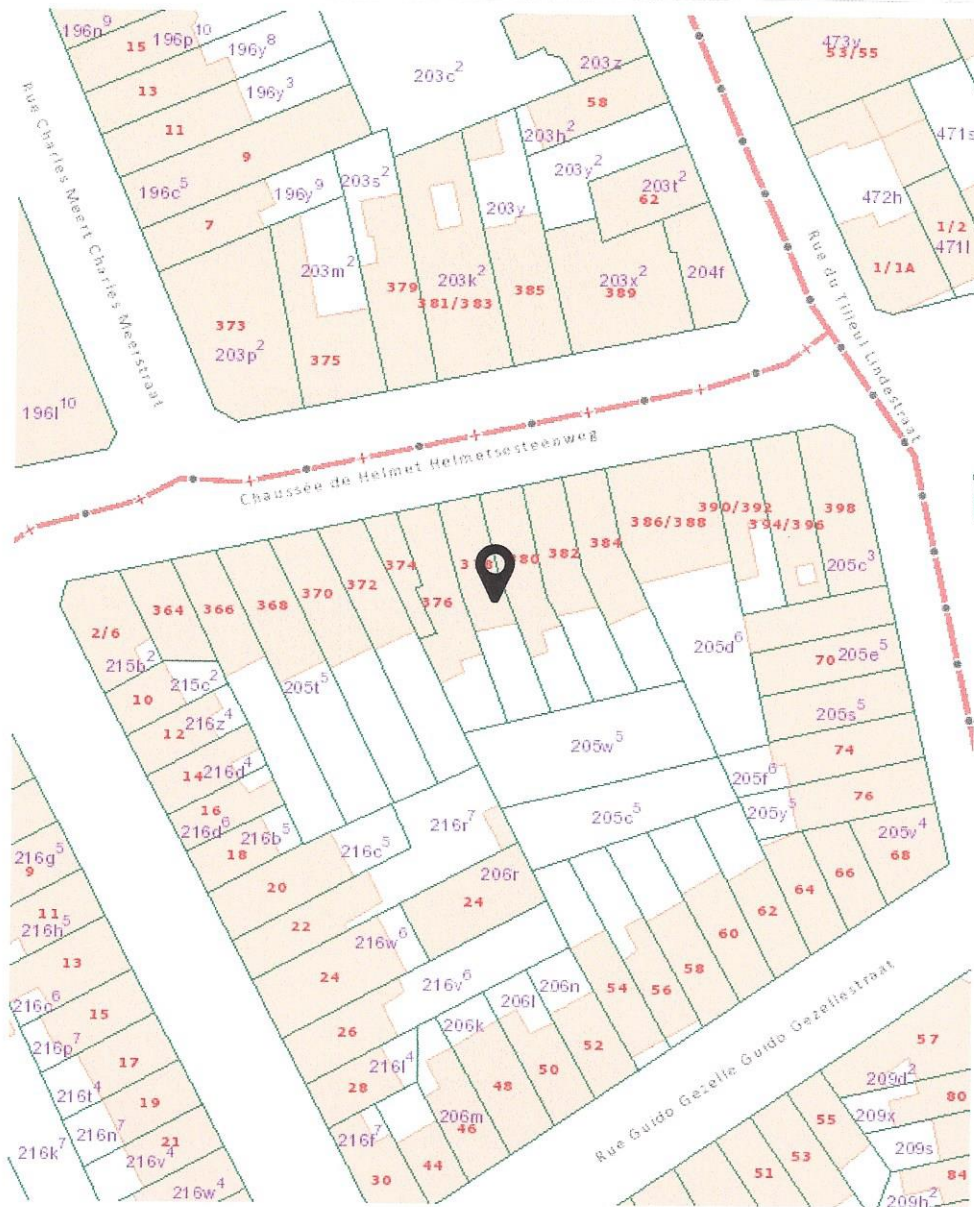 196n⁹
15
196p¹⁰
196y⁸
13
196y³
11
9
196c⁵
7
196y⁹
203s²
203c²
203z
58
203h²
203y²
203y
203t²
62
203m²
379
203k²
381/383
385
203x²
389
204f
373
203p²
375
196l¹⁰
473y
53/55
471s
472h
1/2
471l
1/1A
Rue Charles Meert Charles Meertstraat
Rue du Tilleul Lindestraat
Chaussée de Helmet Helmetsesteenweg
390/392
386/388
394/396
398
384
382
380
374
376
372
370
368
366
364
2/6
205c³
215b²
215c²
10
12
216z⁴
14
216d⁴
16
216d⁶
216b⁵
18
205t⁵
205d⁶
70
205e⁵
205s⁵
205w⁵
74
205f⁶
76
205y⁵
205c⁵
205v⁴
68
216r⁷
216c⁵
206r
20
24
22
66
64
62
60
58
56
54
216w⁶
24
216v⁶
206n
206l
206k
26
52
50
216l⁴
28
48
206m
46
216f⁷
44
30
216g⁵
9
11
216h⁵
13
15
216p⁷
17
216t⁴
19
216n⁷
21
216k⁷
216v⁴
216w⁴
Rue Guido Gezelle Guido Gezellestraat
57
209d²
80
55
209x
53
209s
51
84
209h²